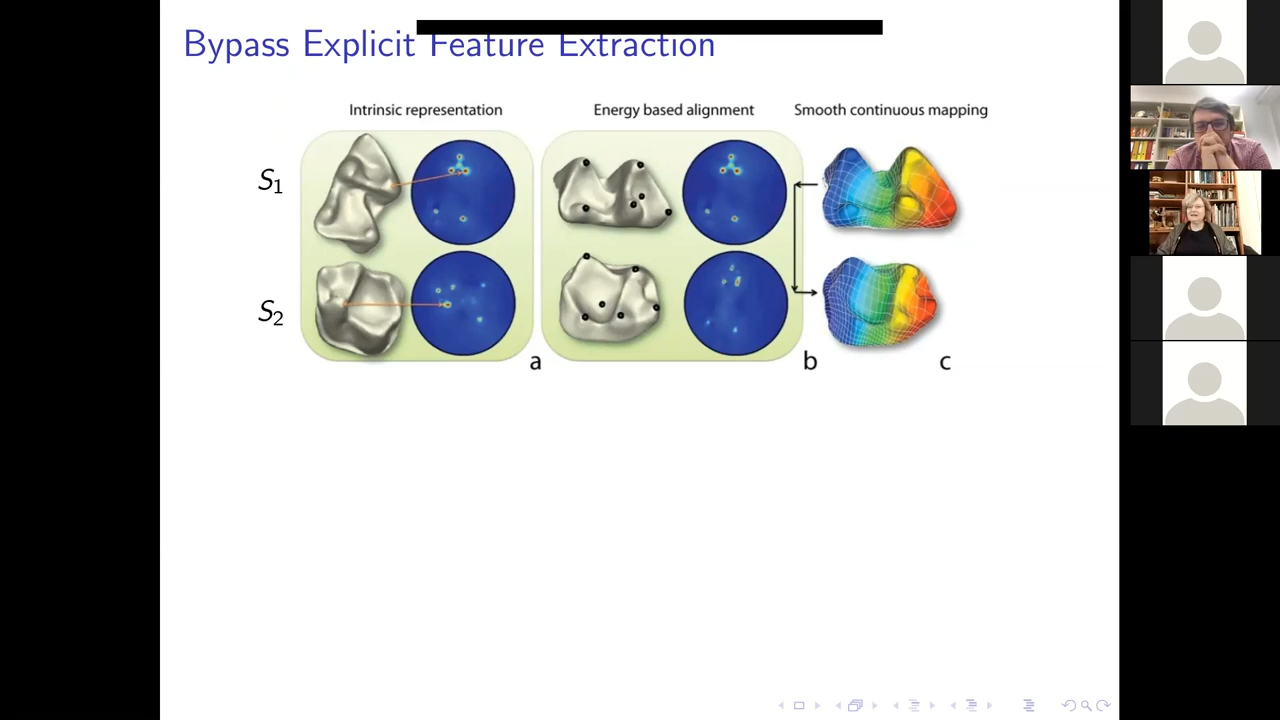 Bypass Explicit Feature Extraction
Intrinsic representation
Energy based alignment
Smooth continuous mapping
S1
S2
a
b
c